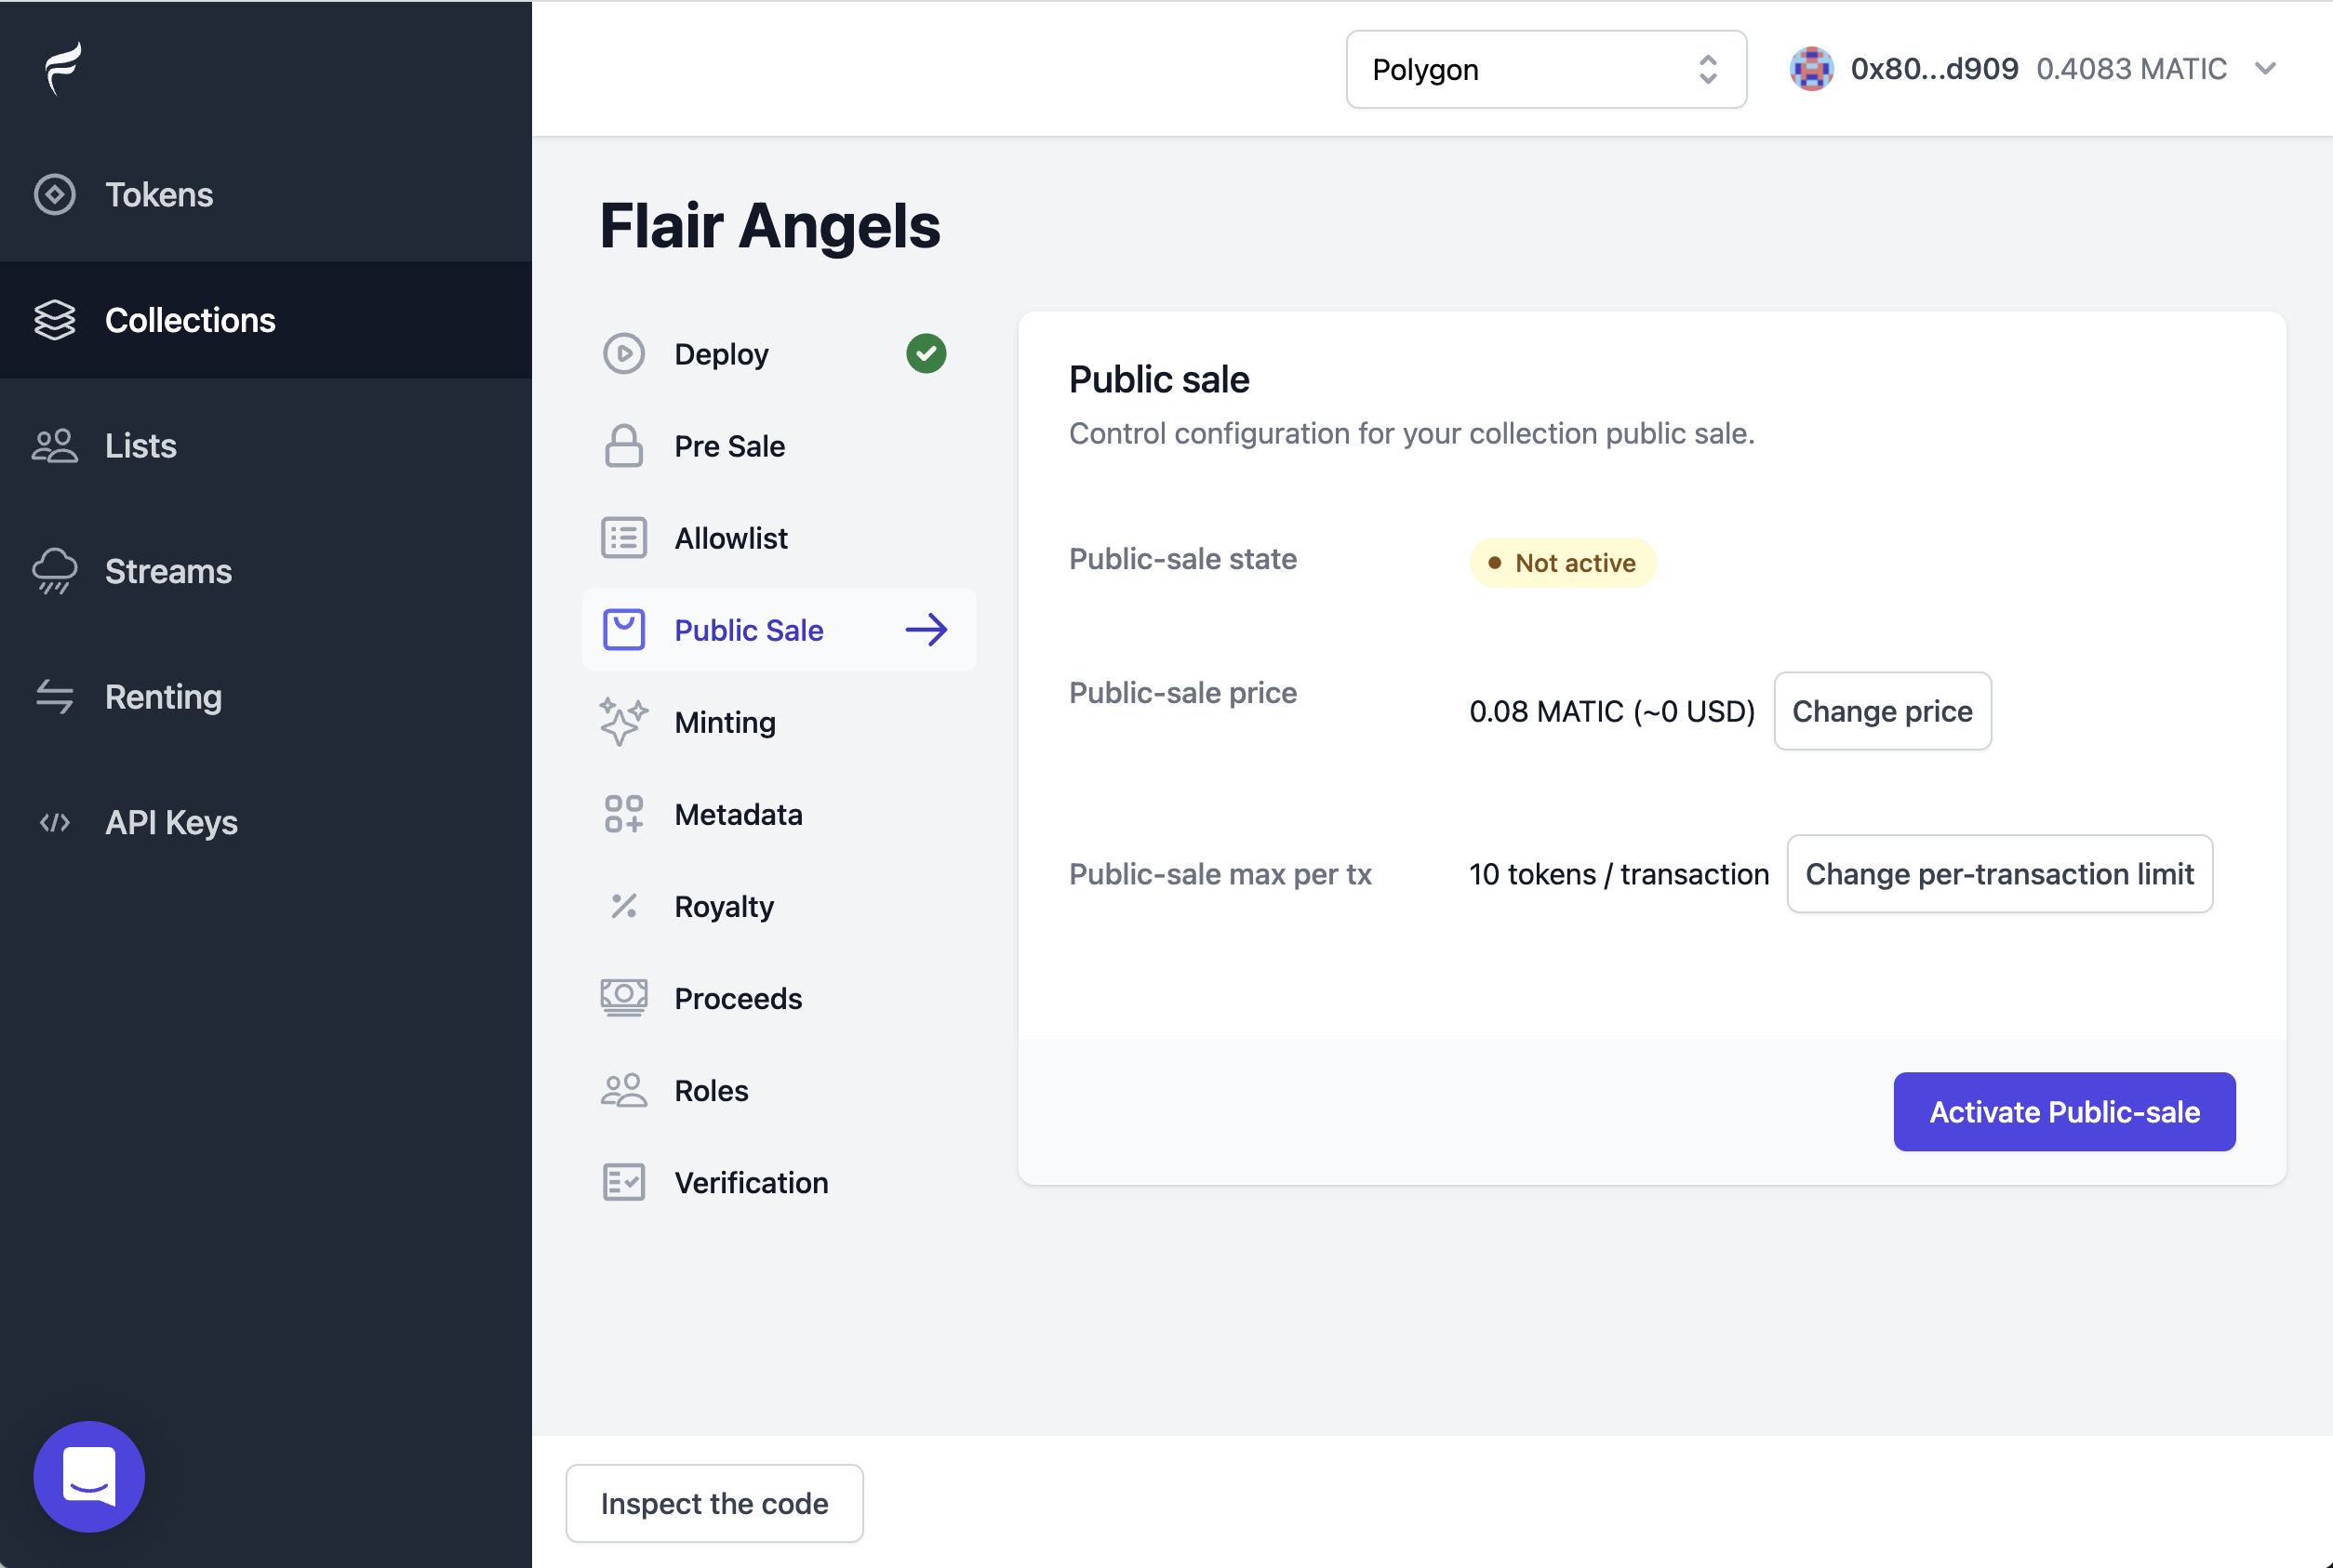 Polygon
0x80...d909 0.4083 MATIC
Tokens
Collections
Lists
Streams
Renting
API Keys
Flair Angels
Deploy
Pre Sale
Allowlist
Public Sale
Minting
Metadata
Royalty
Proceeds
Roles
Verification
Public sale
Control configuration for your collection public sale.
Public-sale state Not active
Public-sale price 0.08 MATIC (~0 USD) Change price
Public-sale max per tx 10 tokens / transaction Change per-transaction limit
Activate Public-sale
Inspect the code